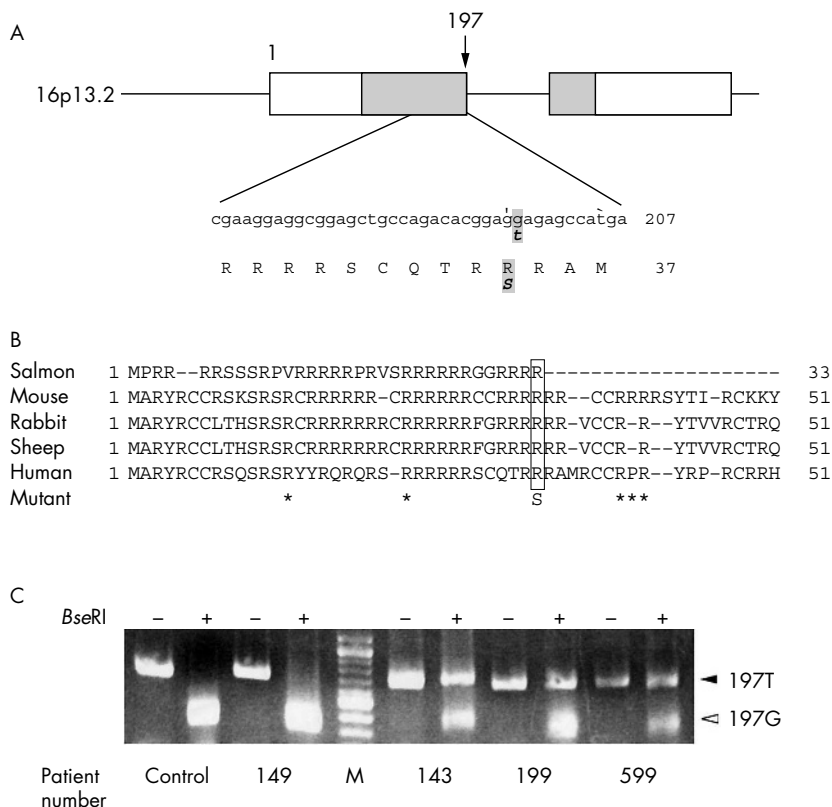 A
197
1
16p13.2
cgaaggaggcggagctgccagacacggaggagagccatga 207
t
R R R R S C Q T R R R A M 37
S
B
Salmon 1 MPRR--RRSSSRPVRRRRRPRVSRRRRRRGGRRRR-------------------- 33
Mouse 1 MARYRCCRSKSRSRCRRRRRR-CRRRRRRCCRRRRRR--CCRRRRSYTI-RCKKY 51
Rabbit 1 MARYRCCLTHSRSRCRRRRRRRCRRRRRRFGRRRRRR-VCCR-R--YTVVRCTRQ 51
Sheep 1 MARYRCCLTHSRSRCRRRRRRRCRRRRRRFGRRRRRR-VCCR-R--YTVVRCTRQ 51
Human 1 MARYRCCRSQSRSRYYRQRQRS-RRRRRRSCQTRRRAMRCCRPR--YRP-RCRRH 51
Mutant * * S ***
C
BseRI – + – + – + – + – +
197T
197G
Patient number Control 149 M 143 199 599